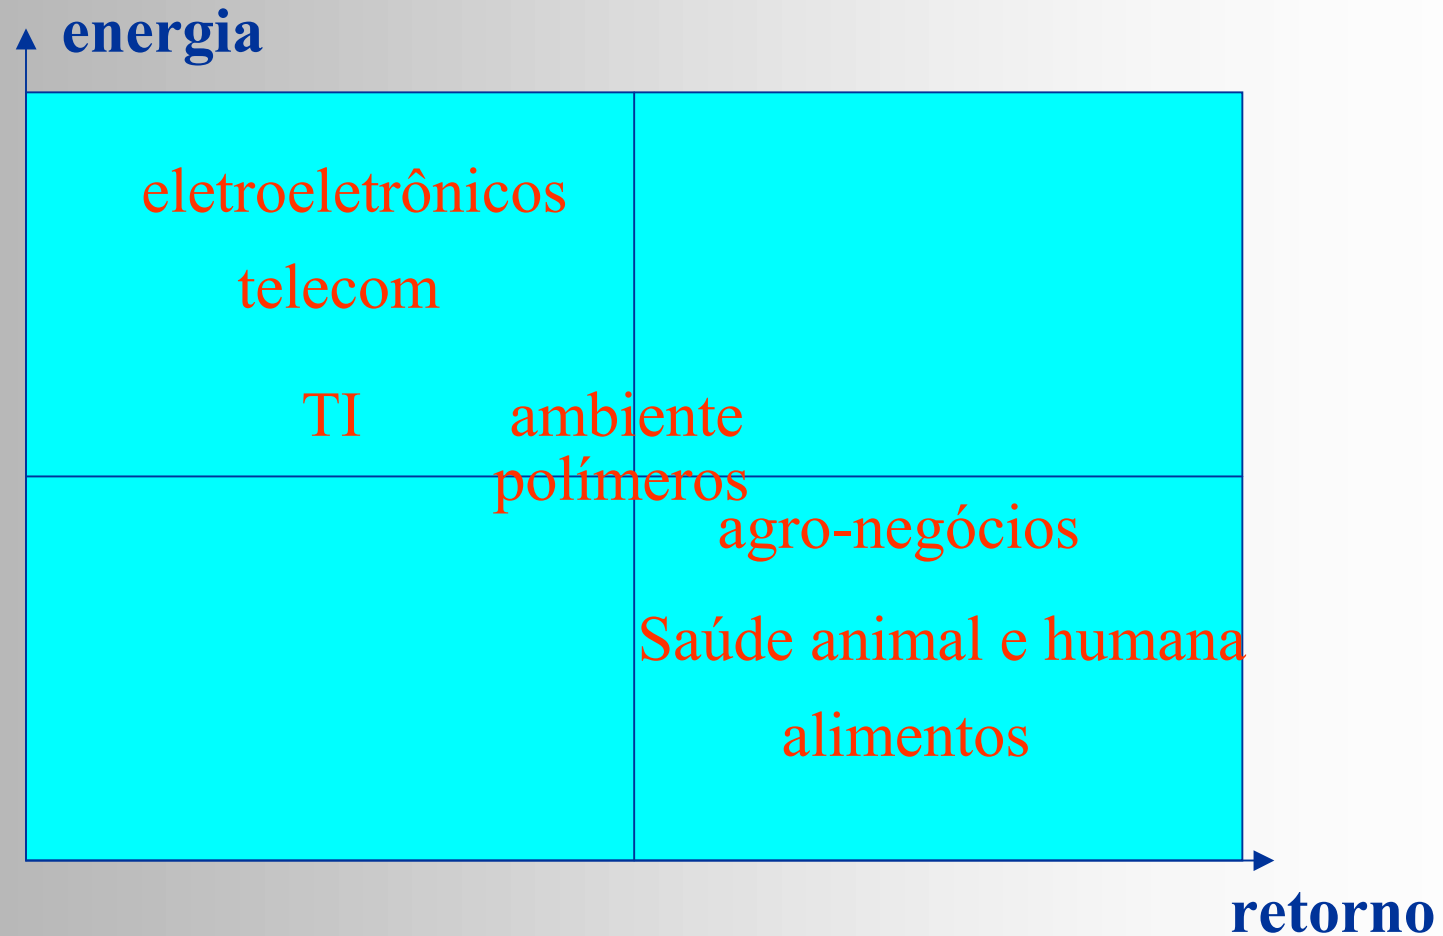 energia
eletroeletrônicos
telecom
TI ambiente
polímeros
agro-negócios
Saúde animal e humana
alimentos
retorno